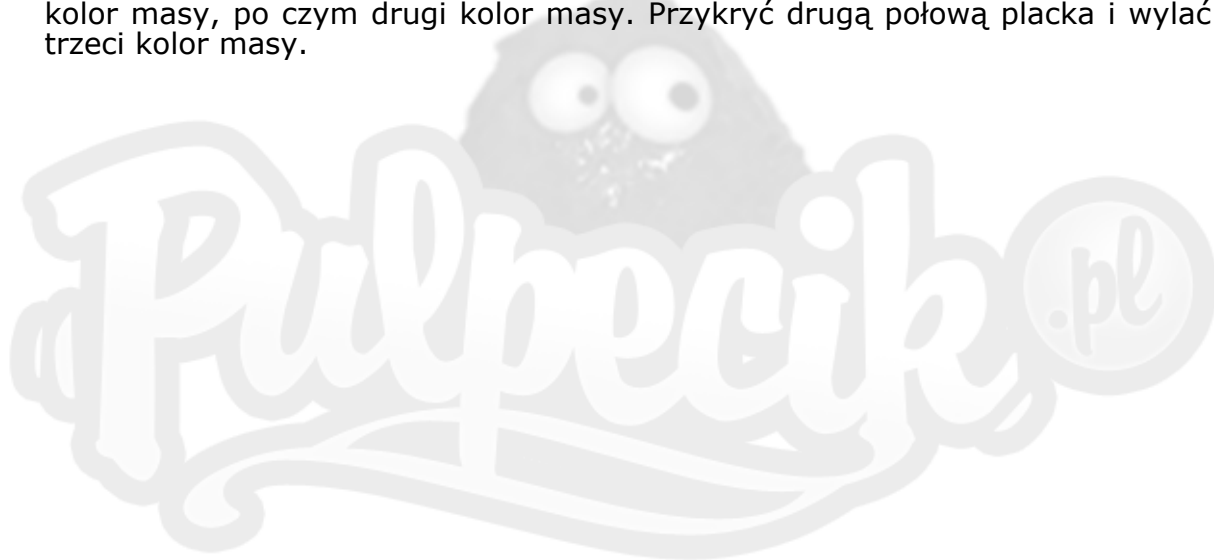 kolor masy, po czym drugi kolor masy. Przykryć drugą połową placka i wylać
trzeci kolor masy.
Pulpecik .pl